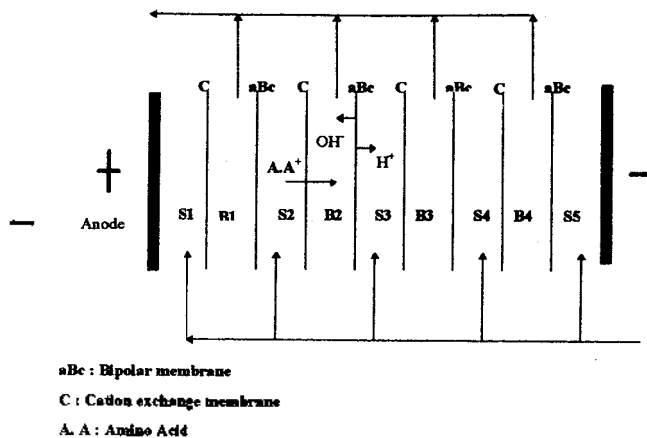 C aBc C aBc C aBc C aBc
OH⁻
H⁺
A.A⁺
+
−
−
Anode
S1 B1 S2 B2 S3 B3 S4 B4 S5
aBc : Bipolar membrane
C : Cation exchange membrane
A. A : Amino Acid